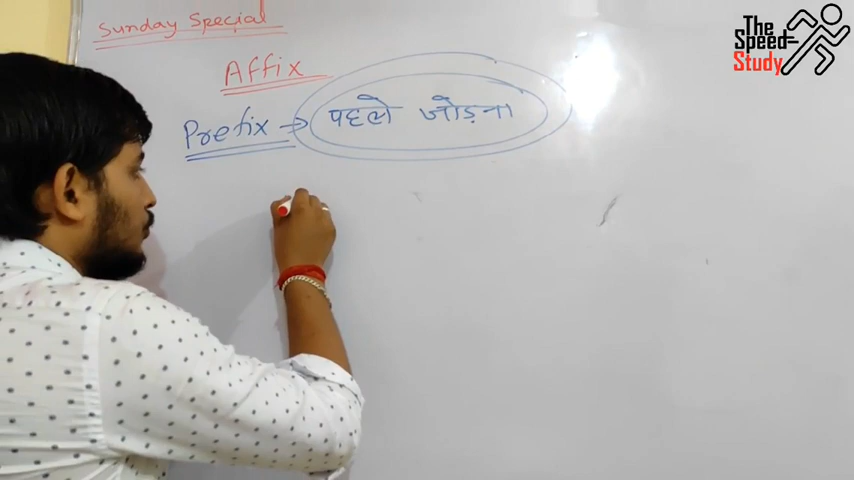 Sunday Special
Affix
Prefix → पहले जोड़ना
The
Speed
Study